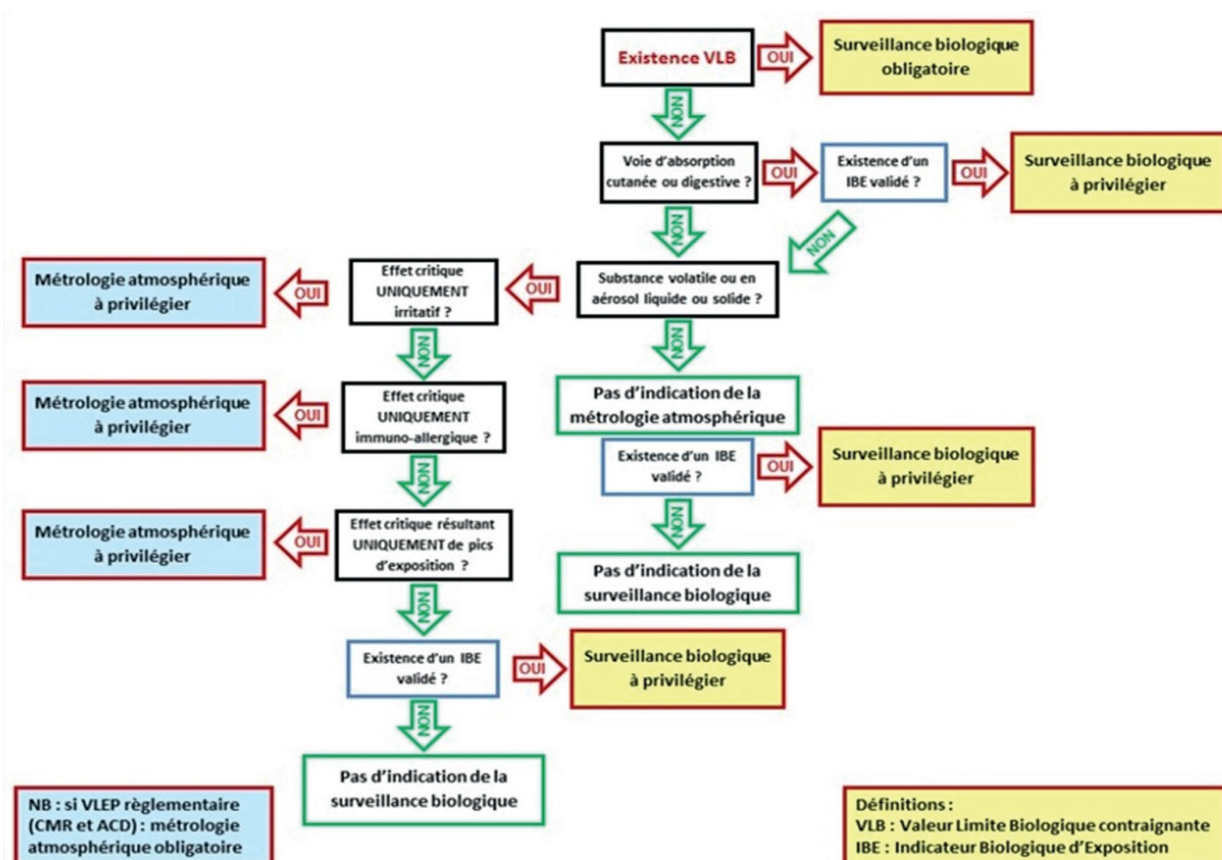 Existence VLB
OUI
Surveillance biologique
obligatoire
NON
Voie d'absorption
cutanée ou digestive ?
OUI
Existence d'un
IBE validé ?
OUI
Surveillance biologique
à privilégier
NON
NON
Substance volatile ou en
aérosol liquide ou solide ?
OUI
Effet critique
UNIQUEMENT
irritatif ?
OUI
Métrologie atmosphérique
à privilégier
NON
NON
Effet critique
UNIQUEMENT
immuno-allergique ?
OUI
Métrologie atmosphérique
à privilégier
Pas d'indication de la
métrologie atmosphérique
Existence d'un IBE
validé ?
OUI
Surveillance biologique
à privilégier
NON
NON
Effet critique résultant
UNIQUEMENT de pics
d'exposition ?
OUI
Métrologie atmosphérique
à privilégier
Pas d'indication de la
surveillance biologique
NON
Existence d'un IBE
validé ?
OUI
Surveillance biologique
à privilégier
NON
Pas d'indication de la
surveillance biologique
NB : si VLEP règlementaire
(CMR et ACD) : métrologie
atmosphérique obligatoire
Définitions :
VLB : Valeur Limite Biologique contraignante
IBE : Indicateur Biologique d'Exposition